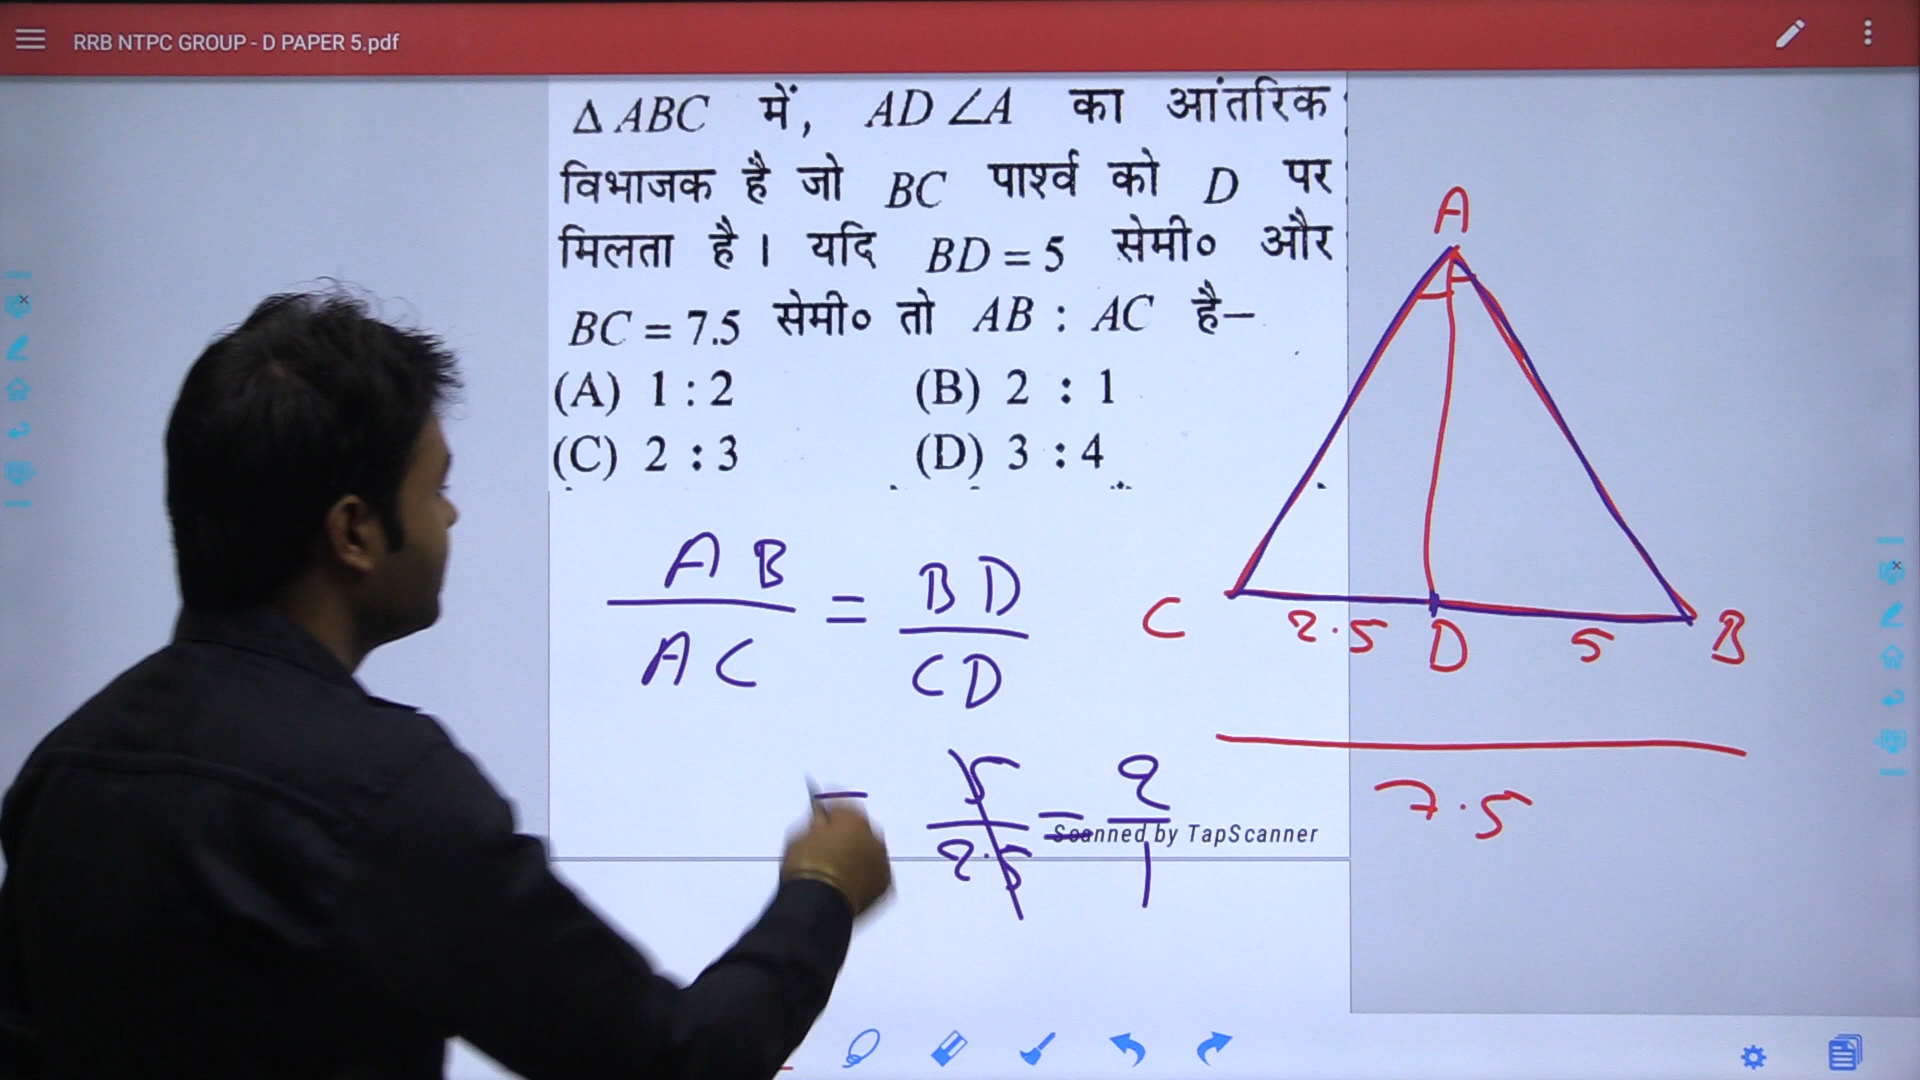 RRB NTPC GROUP - D PAPER 5.pdf
Δ ABC में, AD ∠A का आंतरिक
विभाजक है जो BC पार्श्व को D पर
मिलता है। यदि BD = 5 सेमी० और
BC = 7.5 सेमी० तो AB : AC है—
(A) 1 : 2 (B) 2 : 1
(C) 2 : 3 (D) 3 : 4
A
AB/AC = BD/CD
C 2.5 D 5 B
= 5/2.5 = 2/1
7.5
Scanned by TapScanner